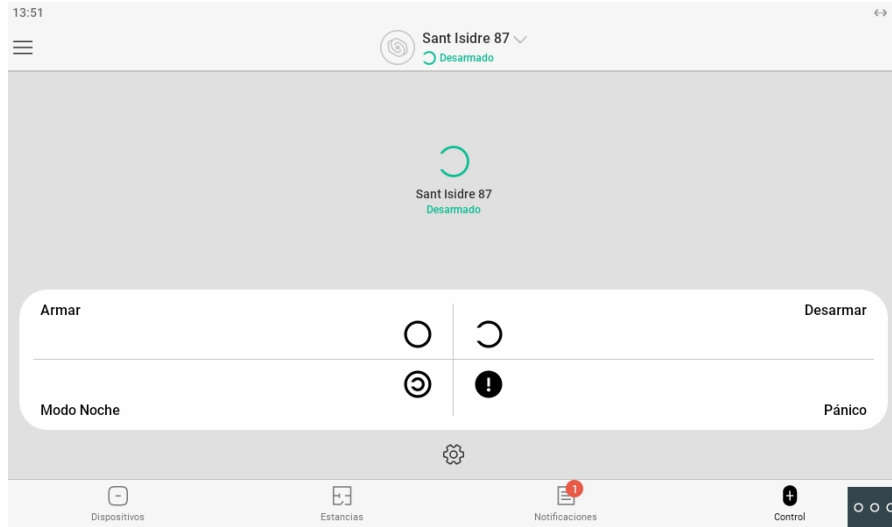 13:51
Sant Isidre 87
Desarmado
Sant Isidre 87
Desarmado
Armar
Desarmar
Modo Noche
Pánico
1
Dispositivos
Estancias
Notificaciones
Control